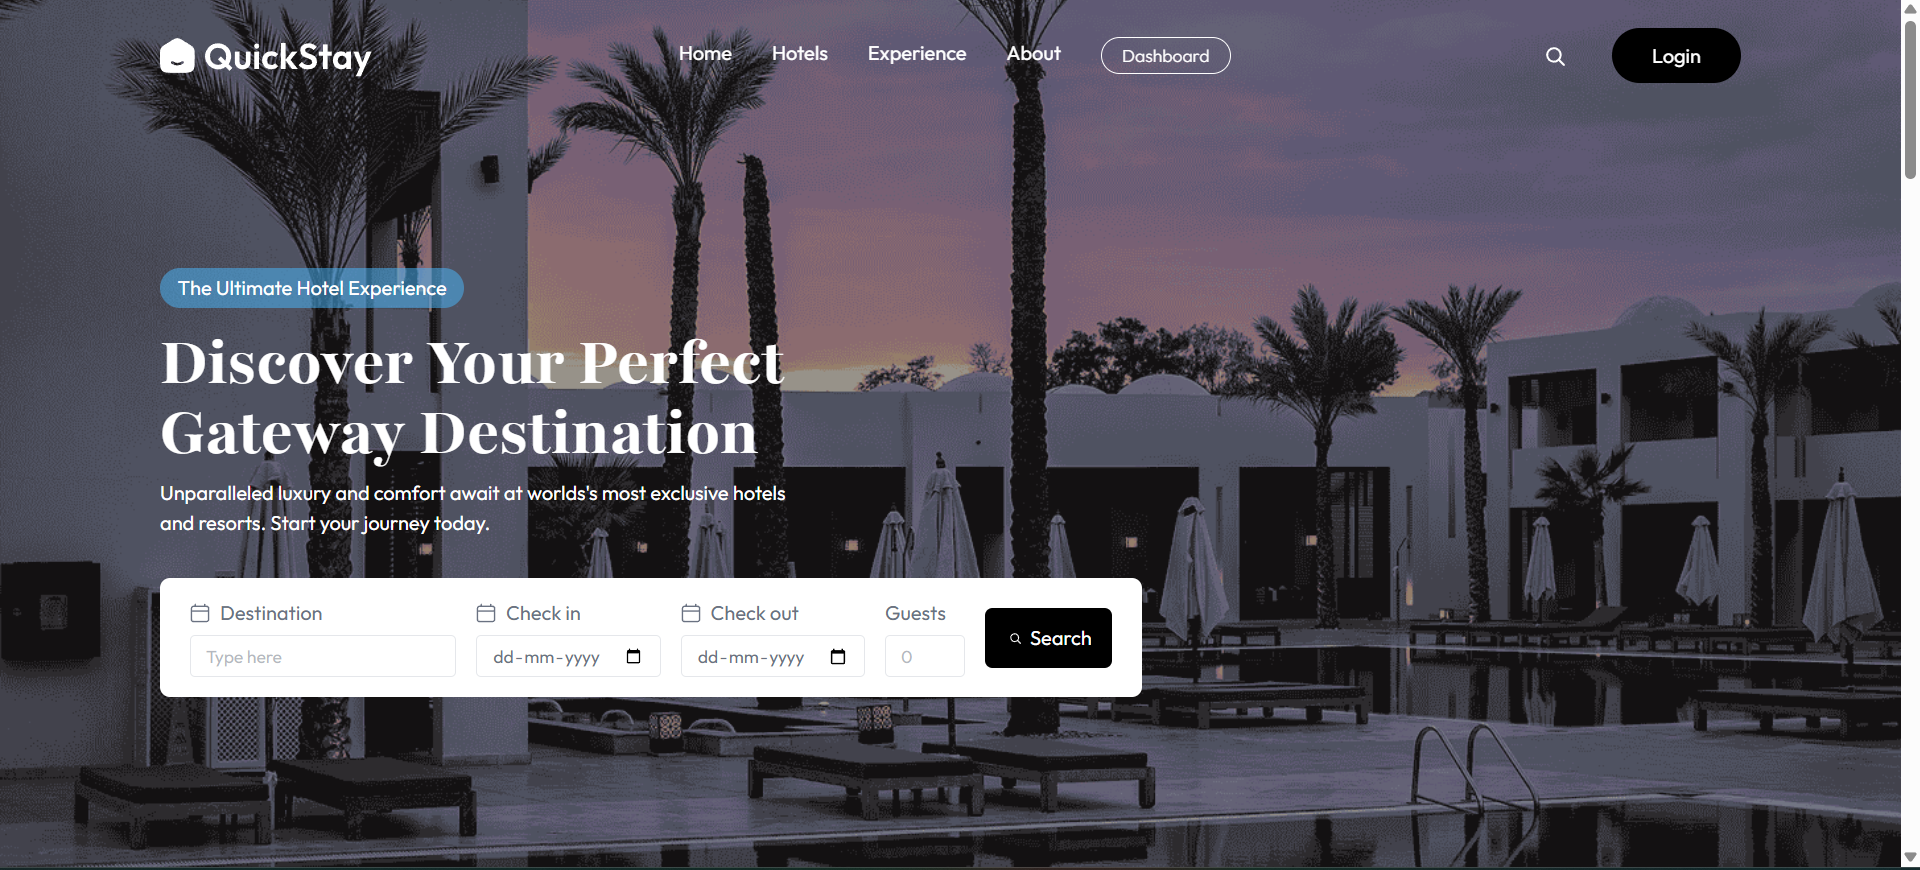 QuickStay
Home Hotels Experience About Dashboard Login
The Ultimate Hotel Experience
Discover Your Perfect
Gateway Destination
Unparalleled luxury and comfort await at worlds's most exclusive hotels
and resorts. Start your journey today.
Destination Check in Check out Guests
Type here dd-mm-yyyy dd-mm-yyyy 0 Search